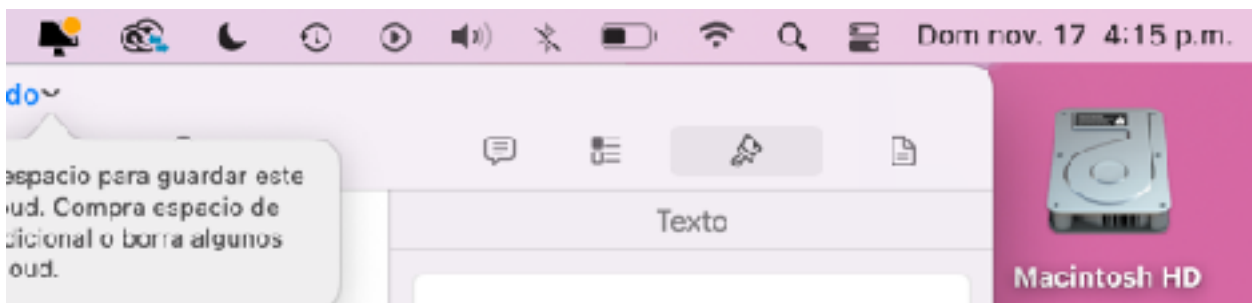 Dom nov. 17 4:15 p.m.
do
espacio para guardar este
oud. Compra espacio de
dicional o borra algunos
oud.
Texto
Macintosh HD